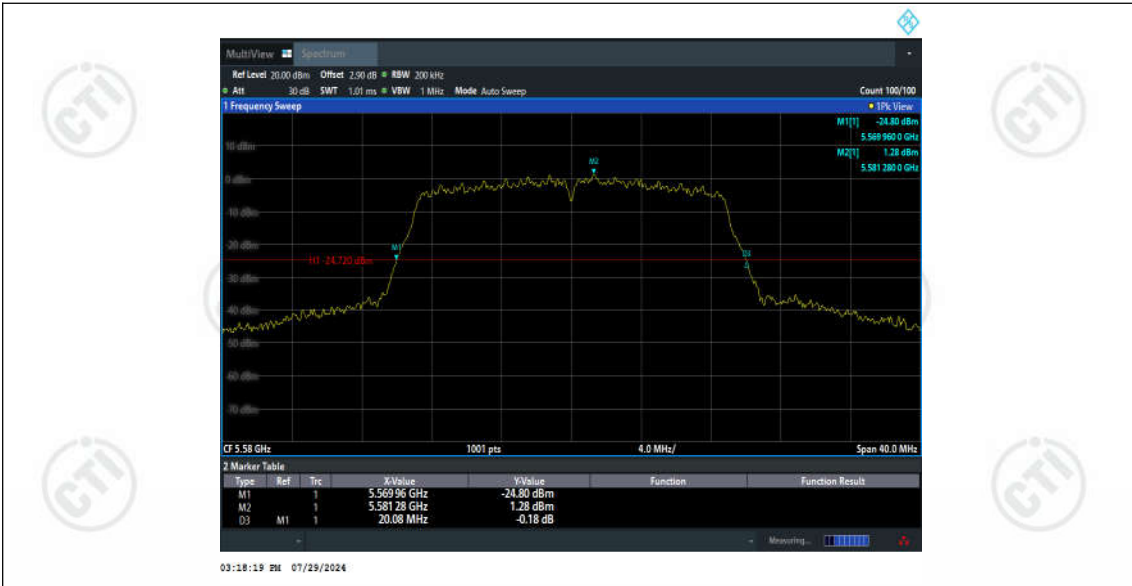 MultiView Spectrum
Ref Level 20.00 dBm Offset 2.90 dB RBW 200 kHz
Att 30 dB SWT 1.01 ms VBW 1 MHz Mode Auto Sweep Count 100/100
1 Frequency Sweep 1Pk View
M1[1] -24.80 dBm
5.569 960 0 GHz
M2[1] 1.28 dBm
5.581 280 0 GHz
10 dBm
M2
0 dBm
-10 dBm
-20 dBm
M1
D3
H1 -24.720 dBm
-30 dBm
-40 dBm
-50 dBm
-60 dBm
-70 dBm
CF 5.58 GHz 1001 pts 4.0 MHz/ Span 40.0 MHz
2 Marker Table
Type Ref Trc X-Value Y-Value Function Function Result
M1 1 5.569 96 GHz -24.80 dBm
M2 1 5.581 28 GHz 1.28 dBm
D3 M1 1 20.08 MHz -0.18 dB
Measuring...
03:18:19 PM 07/29/2024
CTI
CTI
CTI
CTI